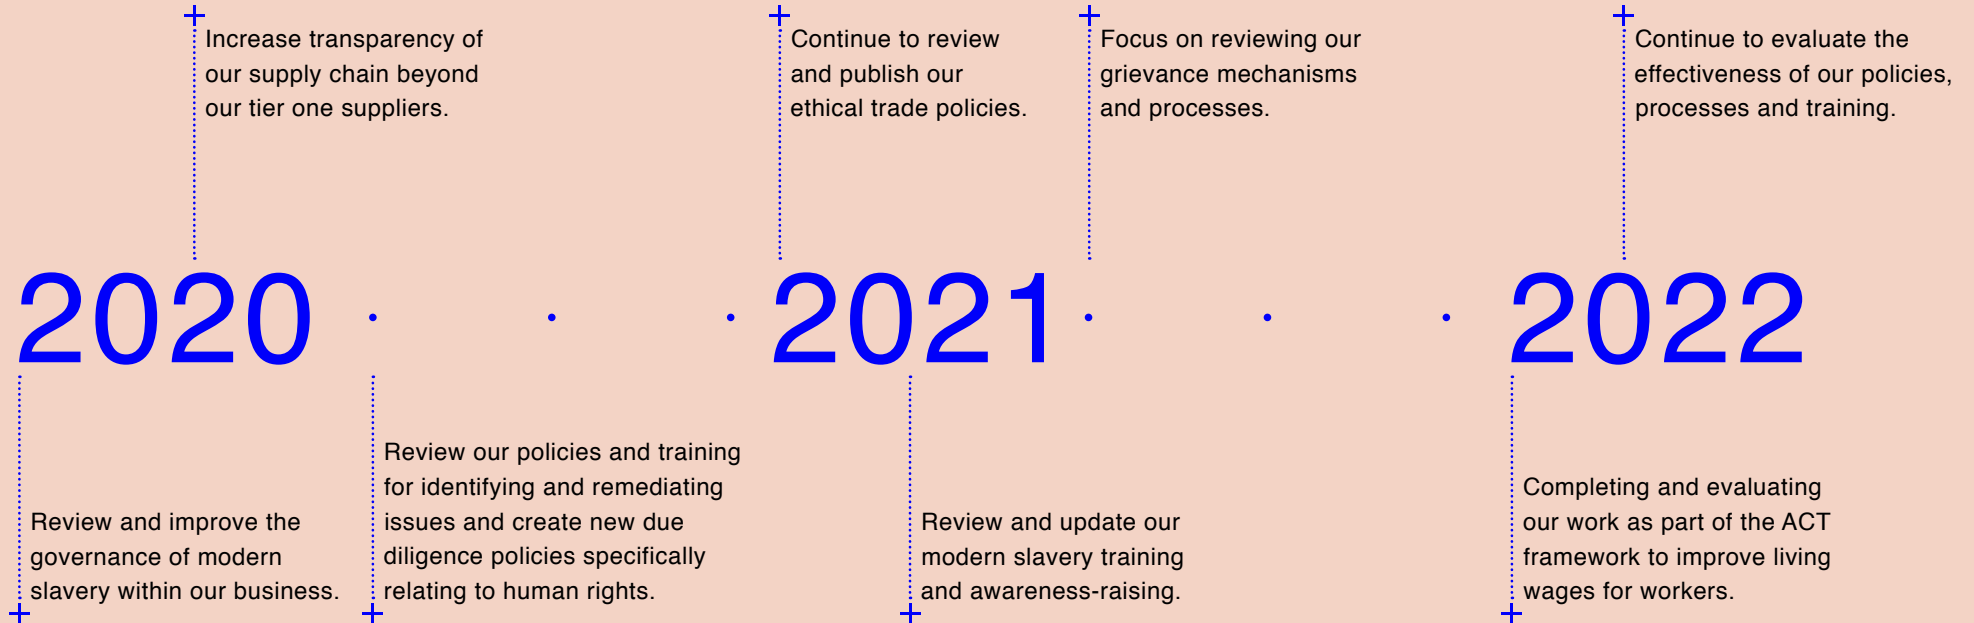 Increase transparency of
our supply chain beyond
our tier one suppliers.
Continue to review
and publish our
ethical trade policies.
Focus on reviewing our
grievance mechanisms
and processes.
Continue to evaluate the
effectiveness of our policies,
processes and training.
2020
2021
2022
Review and improve the
governance of modern
slavery within our business.
Review our policies and training
for identifying and remediating
issues and create new due
diligence policies specifically
relating to human rights.
Review and update our
modern slavery training
and awareness-raising.
Completing and evaluating
our work as part of the ACT
framework to improve living
wages for workers.